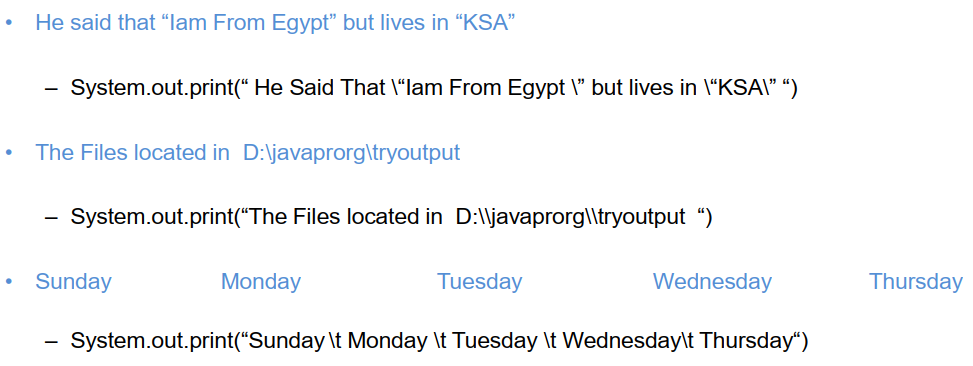 • He said that “Iam From Egypt” but lives in “KSA”
– System.out.print(“ He Said That \“Iam From Egypt \” but lives in \“KSA\” “)
• The Files located in D:\javaprorg\tryoutput
– System.out.print(“The Files located in D:\\javaprorg\\tryoutput “)
• Sunday Monday Tuesday Wednesday Thursday
– System.out.print(“Sunday \t Monday \t Tuesday \t Wednesday\t Thursday“)